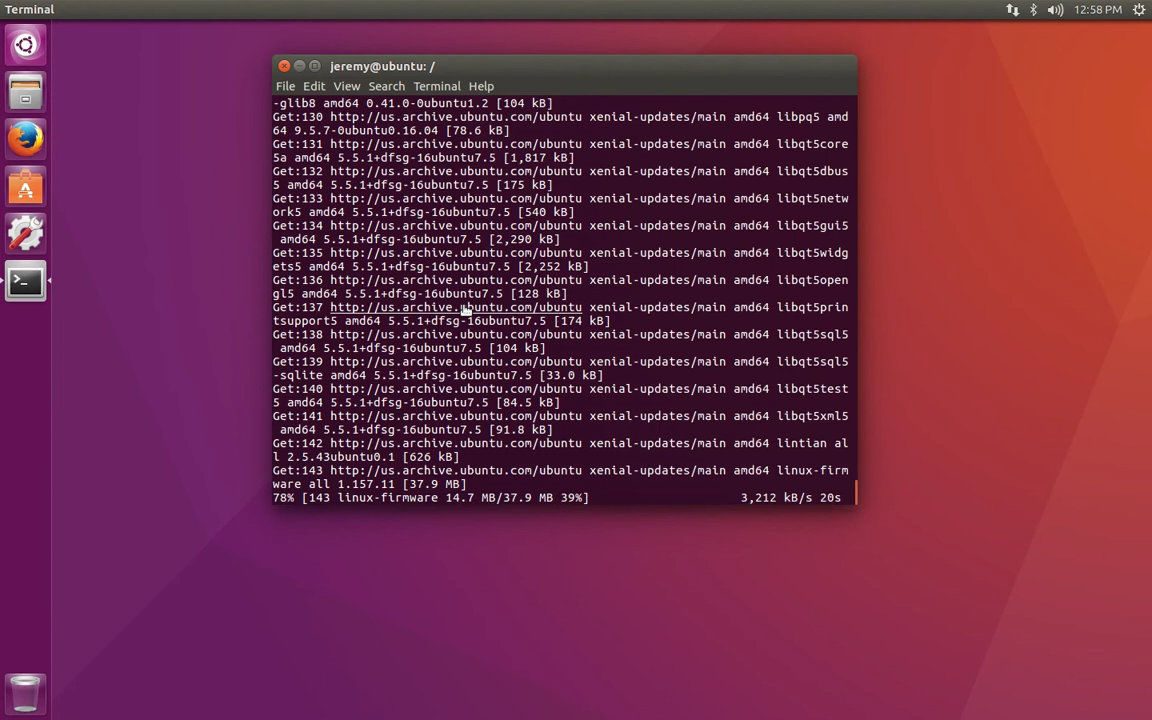 Terminal
12:58 PM
jeremy@ubuntu: /
File Edit View Search Terminal Help
-glib8 amd64 0.41.0-0ubuntu1.2 [104 kB]
Get:130 http://us.archive.ubuntu.com/ubuntu xenial-updates/main amd64 libpq5 amd
64 9.5.7-0ubuntu0.16.04 [78.6 kB]
Get:131 http://us.archive.ubuntu.com/ubuntu xenial-updates/main amd64 libqt5core
5a amd64 5.5.1+dfsg-16ubuntu7.5 [1,817 kB]
Get:132 http://us.archive.ubuntu.com/ubuntu xenial-updates/main amd64 libqt5dbus
5 amd64 5.5.1+dfsg-16ubuntu7.5 [175 kB]
Get:133 http://us.archive.ubuntu.com/ubuntu xenial-updates/main amd64 libqt5netw
ork5 amd64 5.5.1+dfsg-16ubuntu7.5 [540 kB]
Get:134 http://us.archive.ubuntu.com/ubuntu xenial-updates/main amd64 libqt5gui5
 amd64 5.5.1+dfsg-16ubuntu7.5 [2,290 kB]
Get:135 http://us.archive.ubuntu.com/ubuntu xenial-updates/main amd64 libqt5widg
ets5 amd64 5.5.1+dfsg-16ubuntu7.5 [2,252 kB]
Get:136 http://us.archive.ubuntu.com/ubuntu xenial-updates/main amd64 libqt5open
gl5 amd64 5.5.1+dfsg-16ubuntu7.5 [128 kB]
Get:137 http://us.archive.ubuntu.com/ubuntu xenial-updates/main amd64 libqt5prin
tsupport5 amd64 5.5.1+dfsg-16ubuntu7.5 [174 kB]
Get:138 http://us.archive.ubuntu.com/ubuntu xenial-updates/main amd64 libqt5sql5
 amd64 5.5.1+dfsg-16ubuntu7.5 [104 kB]
Get:139 http://us.archive.ubuntu.com/ubuntu xenial-updates/main amd64 libqt5sql5
-sqlite amd64 5.5.1+dfsg-16ubuntu7.5 [33.0 kB]
Get:140 http://us.archive.ubuntu.com/ubuntu xenial-updates/main amd64 libqt5test
5 amd64 5.5.1+dfsg-16ubuntu7.5 [84.5 kB]
Get:141 http://us.archive.ubuntu.com/ubuntu xenial-updates/main amd64 libqt5xml5
 amd64 5.5.1+dfsg-16ubuntu7.5 [91.8 kB]
Get:142 http://us.archive.ubuntu.com/ubuntu xenial-updates/main amd64 lintian al
l 2.5.43ubuntu0.1 [626 kB]
Get:143 http://us.archive.ubuntu.com/ubuntu xenial-updates/main amd64 linux-firm
ware all 1.157.11 [37.9 MB]
78% [143 linux-firmware 14.7 MB/37.9 MB 39%] 3,212 kB/s 20s